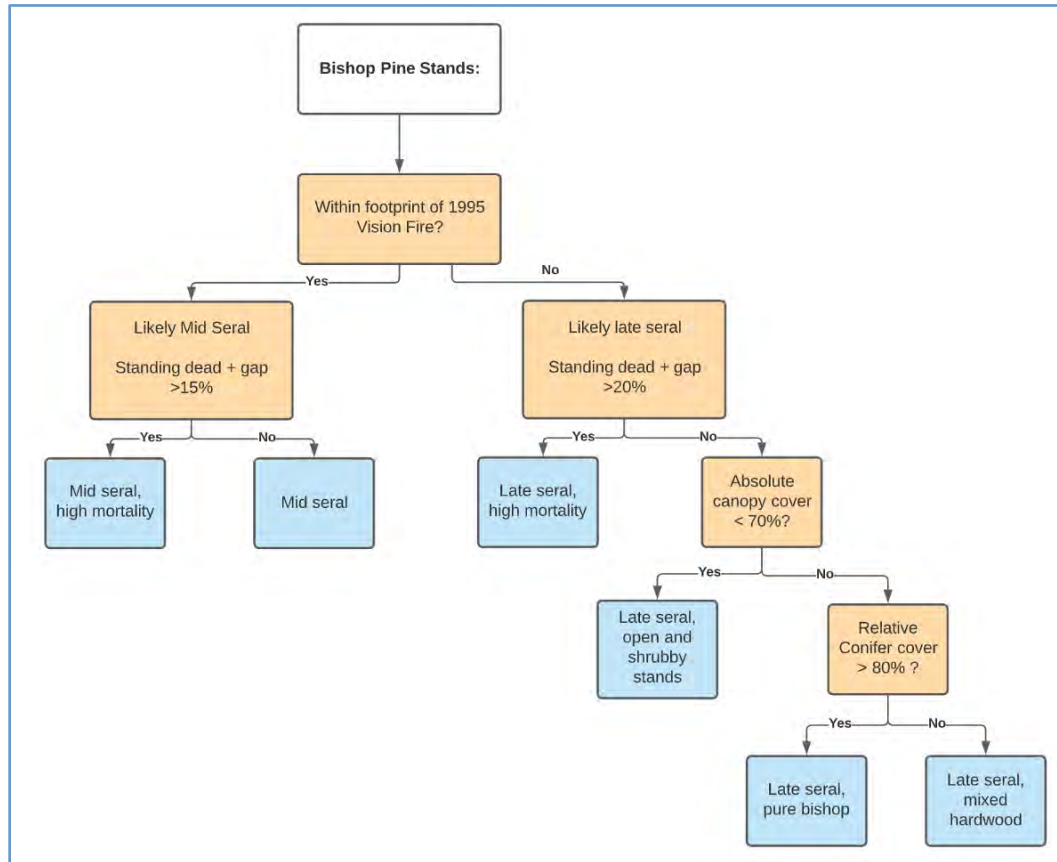 Bishop Pine Stands:
Within footprint of 1995
Vision Fire?
Yes
No
Likely Mid Seral
Standing dead + gap
>15%
Likely late seral
Standing dead + gap
>20%
Yes
No
Yes
No
Mid seral,
high mortality
Mid seral
Late seral,
high mortality
Absolute
canopy cover
< 70%?
Yes
No
Late seral,
open and
shrubby
stands
Relative
Conifer cover
> 80% ?
Yes
No
Late seral,
pure bishop
Late seral,
mixed
hardwood